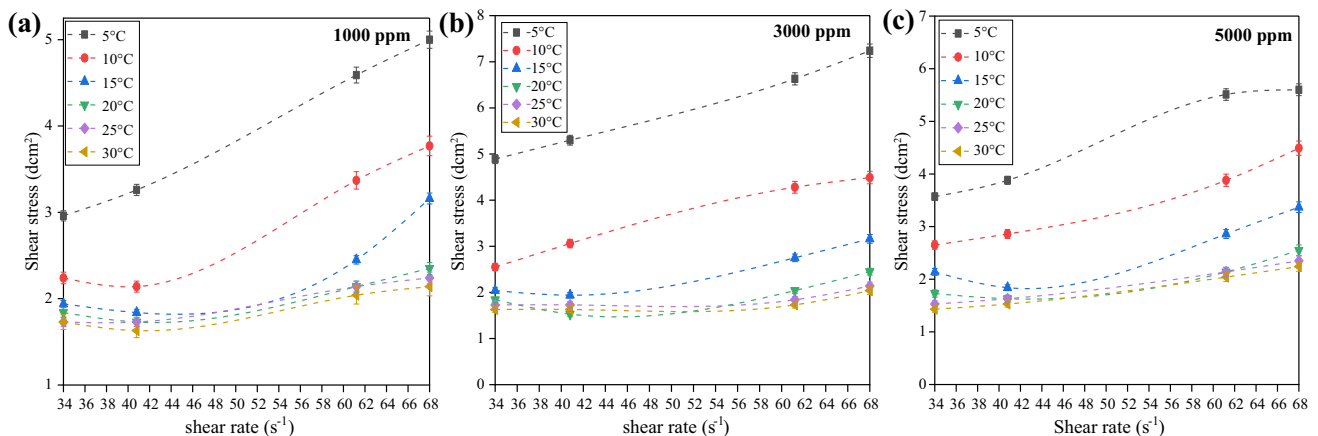 (a)
1000 ppm
5°C
10°C
15°C
20°C
25°C
30°C
5
4
3
2
1
Shear stress (dcm²)
34 36 38 40 42 44 46 48 50 52 54 56 58 60 62 64 66 68
shear rate (s⁻¹)
(b)
3000 ppm
-5°C
-10°C
-15°C
-20°C
-25°C
-30°C
8
7
6
5
4
3
2
1
0
Shear stress (dcm²)
34 36 38 40 42 44 46 48 50 52 54 56 58 60 62 64 66 68
shear rate (s⁻¹)
(c)
5000 ppm
5°C
10°C
15°C
20°C
25°C
30°C
7
6
5
4
3
2
1
0
Shear stress (dcm²)
34 36 38 40 42 44 46 48 50 52 54 56 58 60 62 64 66 68
Shear rate (s⁻¹)